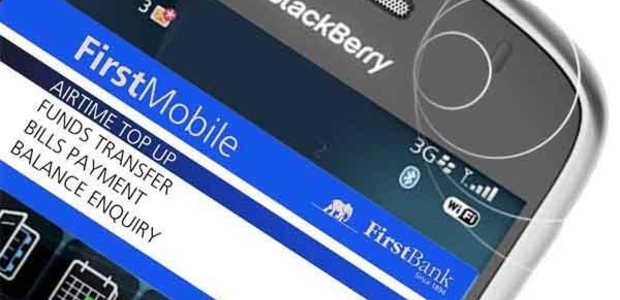 BlackBerry
3
3G
WiFi
FirstMobile
AIRTIME TOP UP
FUNDS TRANSFER
BILLS PAYMENT
BALANCE ENQUIRY
FirstBank
Since 1894